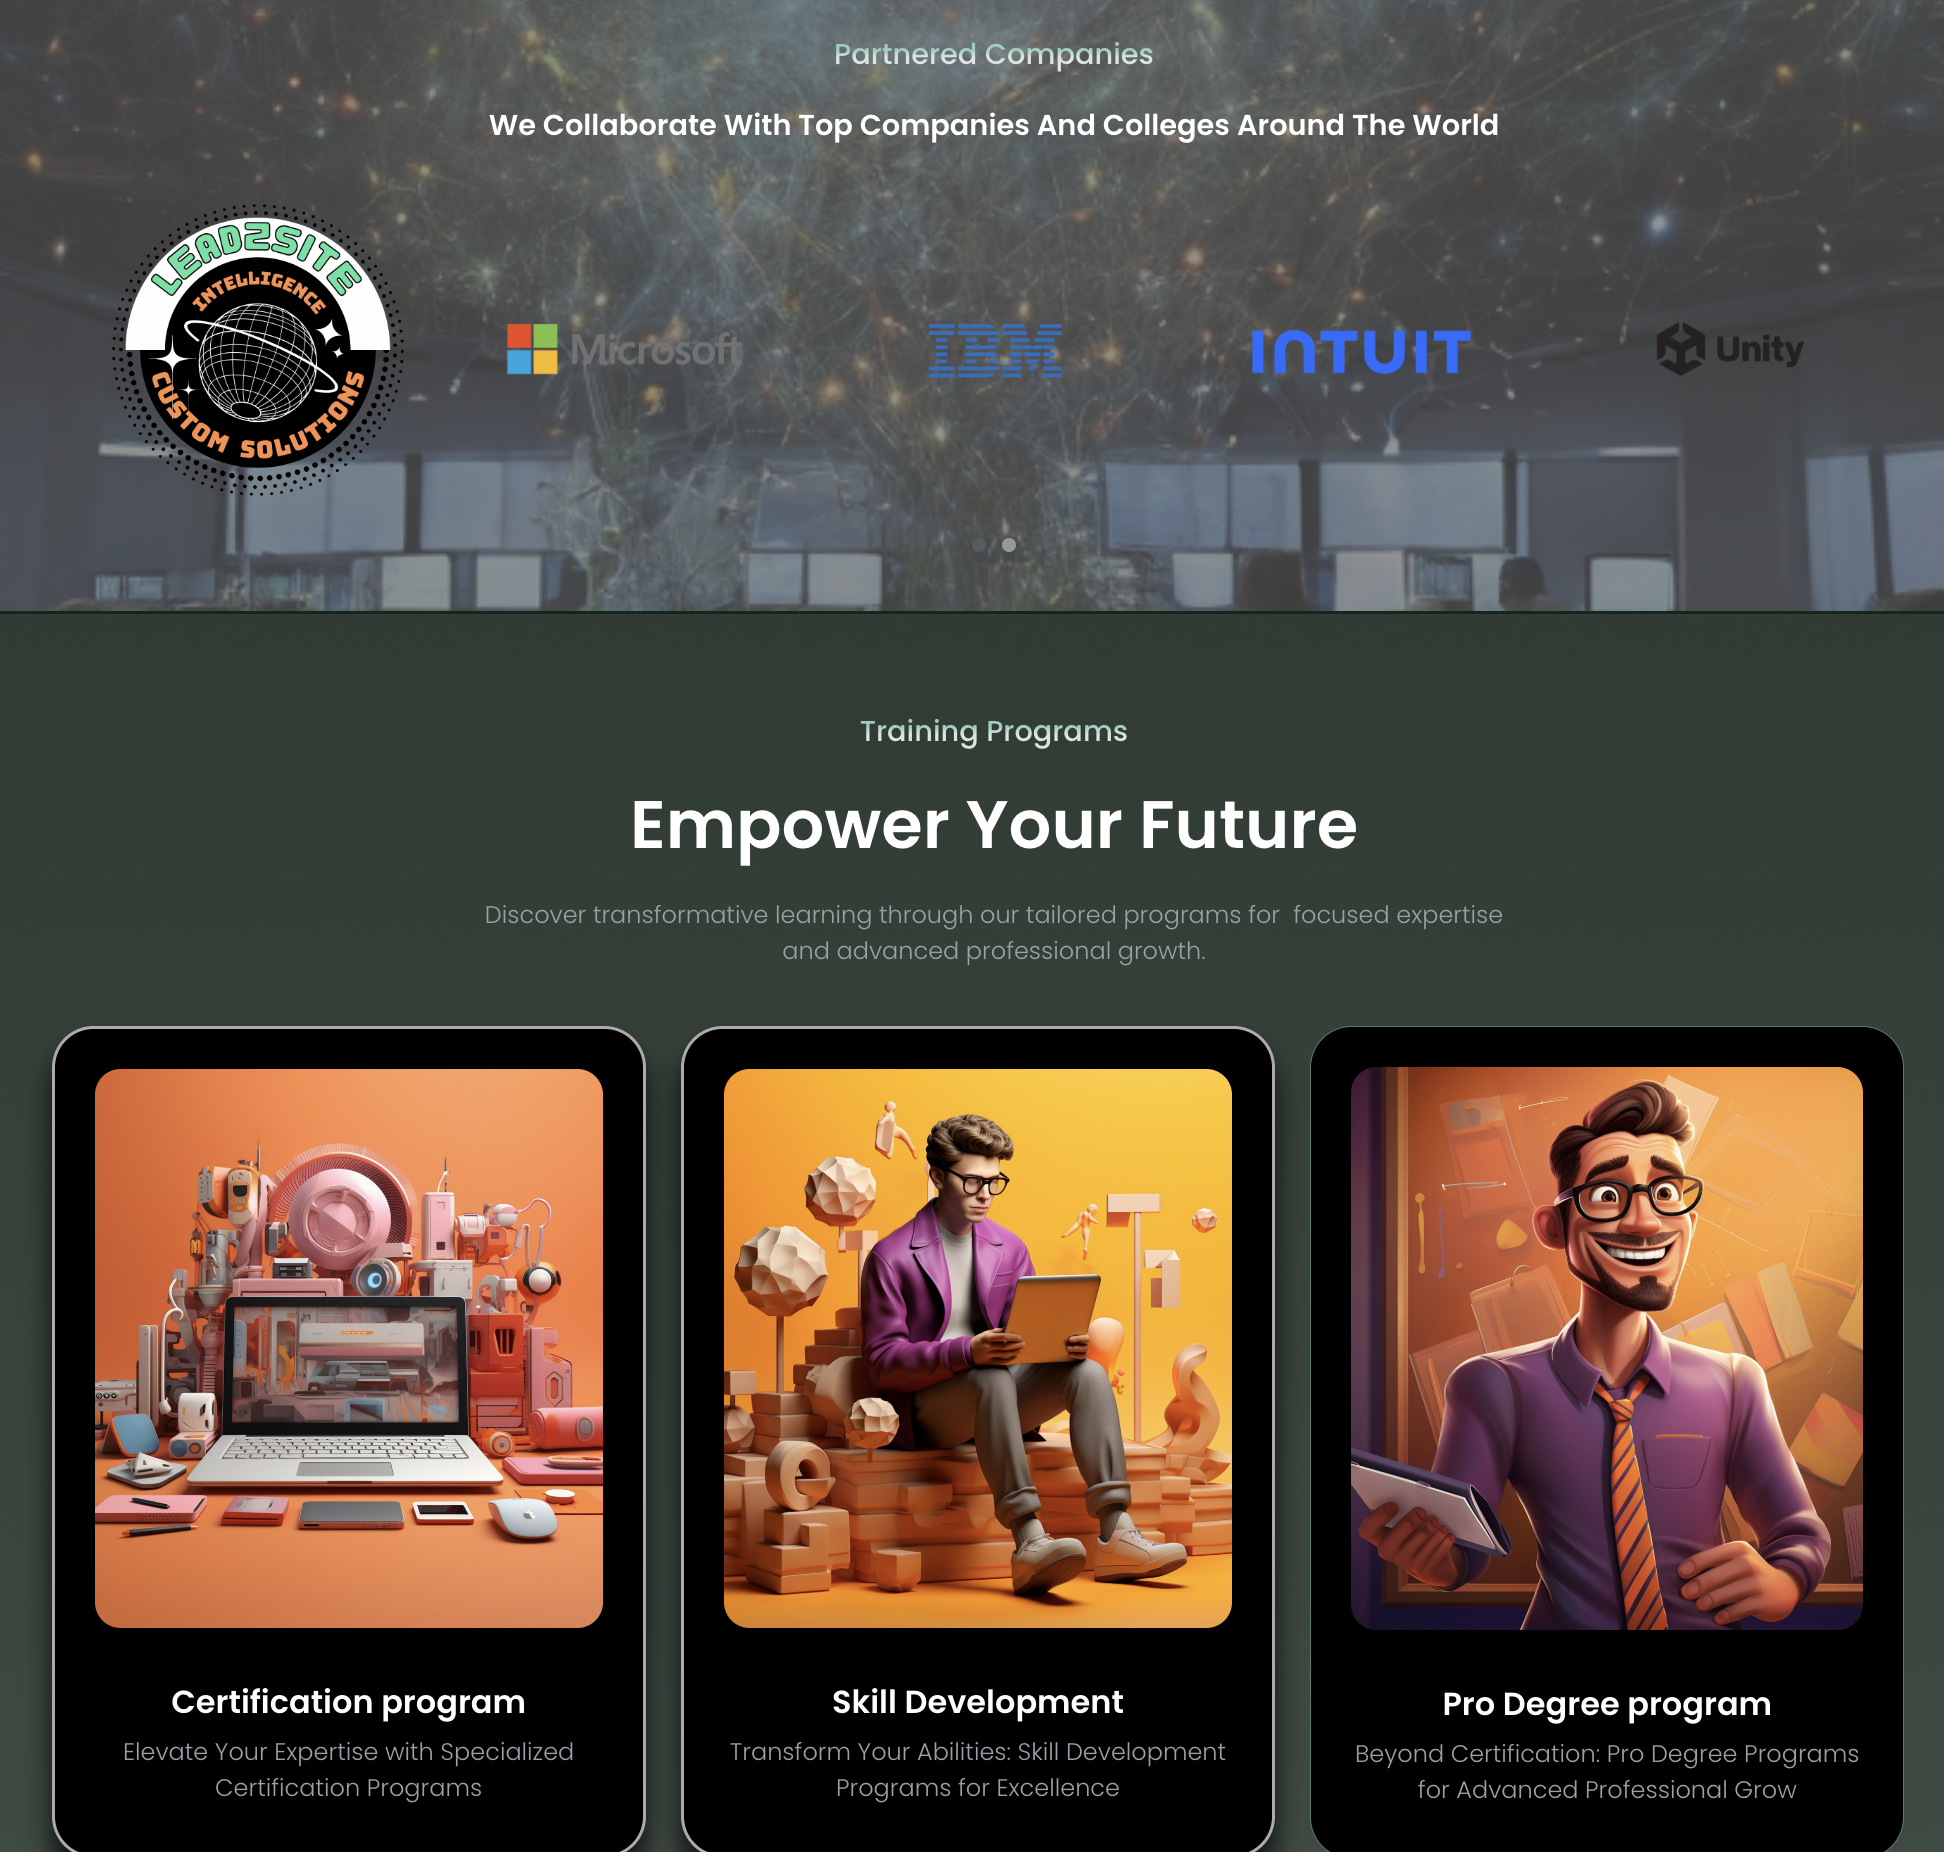 Partnered Companies
We Collaborate With Top Companies And Colleges Around The World
LEAD2SITE
INTELLIGENCE
CUSTOM SOLUTIONS
Microsoft
IBM
INTUIT
Unity
Training Programs
Empower Your Future
Discover transformative learning through our tailored programs for  focused expertise
and advanced professional growth.
Certification program
Elevate Your Expertise with Specialized
Certification Programs
Skill Development
Transform Your Abilities: Skill Development
Programs for Excellence
Pro Degree program
Beyond Certification: Pro Degree Programs
for Advanced Professional Grow